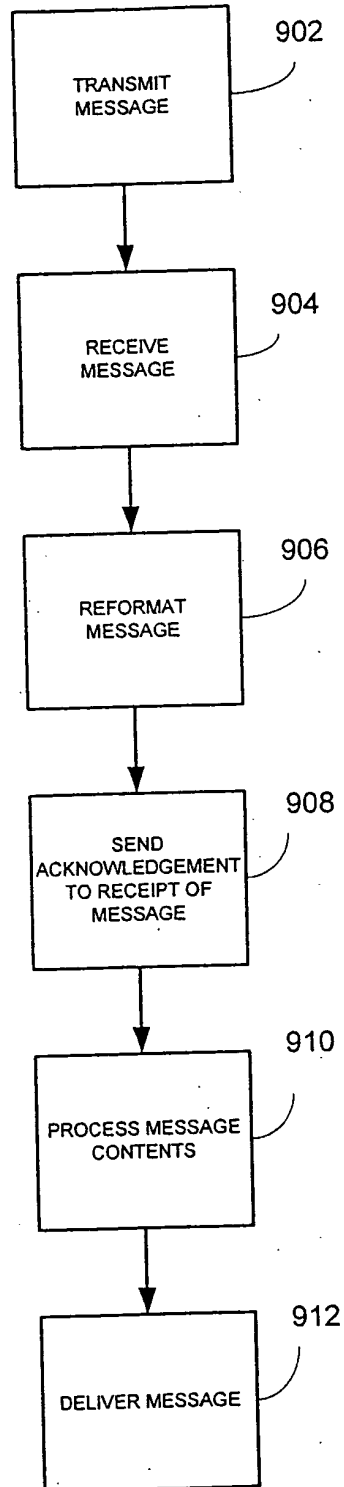 902
TRANSMIT
MESSAGE
904
RECEIVE
MESSAGE
906
REFORMAT
MESSAGE
908
SEND
ACKNOWLEDGEMENT
TO RECEIPT OF
MESSAGE
910
PROCESS MESSAGE
CONTENTS
912
DELIVER MESSAGE